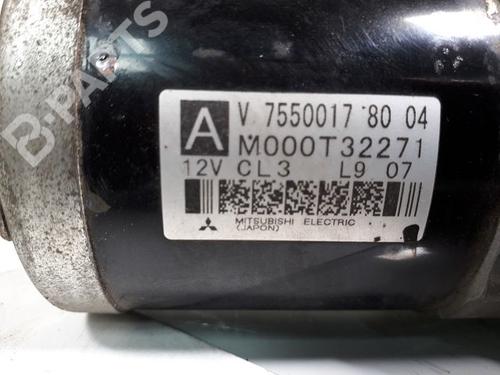 B-PARTS
A
V 7550017 80 04
M000T32271
12V CL3 L9 07
MITSUBISHI ELECTRIC
(JAPON)